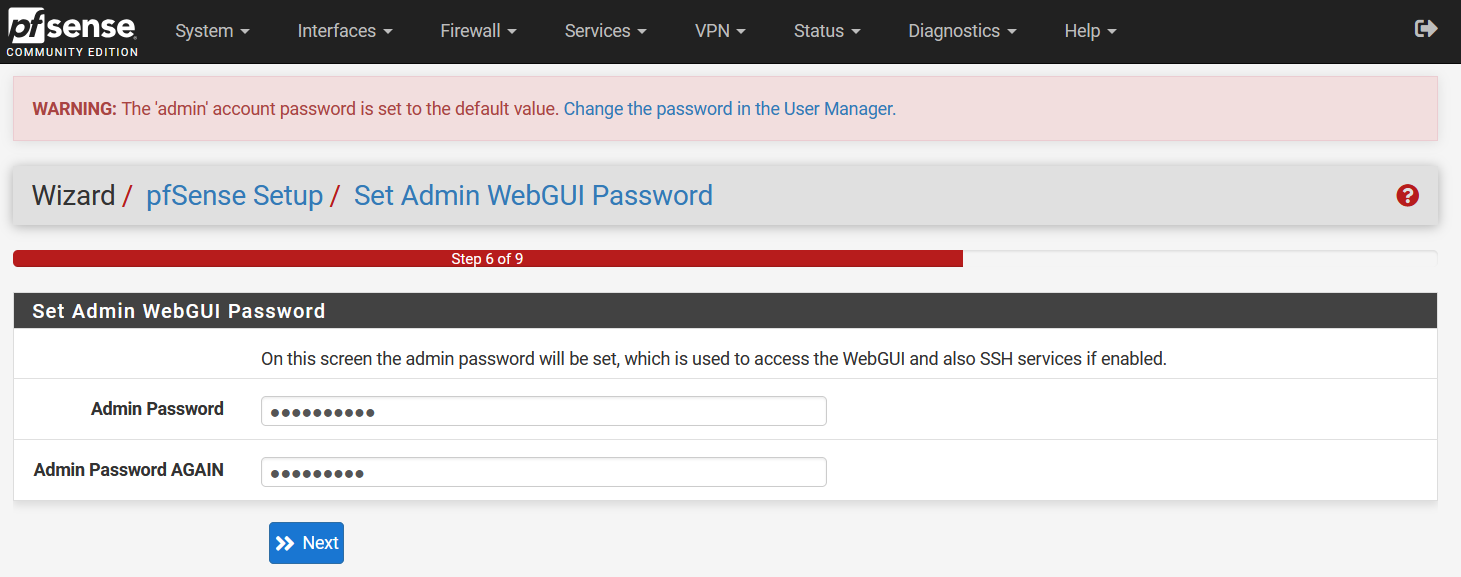 pfsense
COMMUNITY EDITION
System Interfaces Firewall Services VPN Status Diagnostics Help
WARNING: The 'admin' account password is set to the default value. Change the password in the User Manager.
Wizard / pfSense Setup / Set Admin WebGUI Password
Step 6 of 9
Set Admin WebGUI Password
On this screen the admin password will be set, which is used to access the WebGUI and also SSH services if enabled.
Admin Password ●●●●●●●●●●
Admin Password AGAIN ●●●●●●●●●
Next